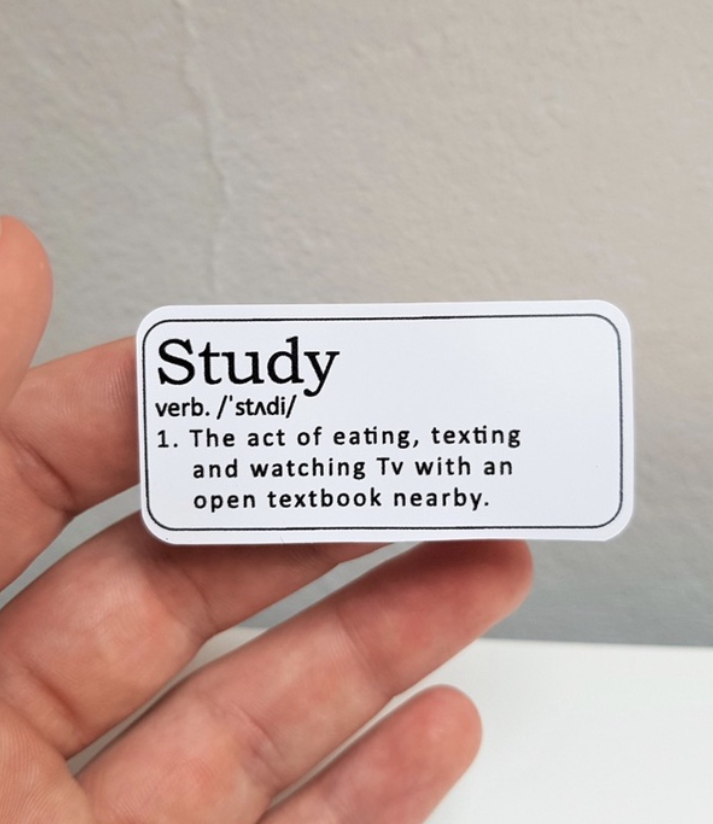 Study
verb. /ˈstʌdi/
1. The act of eating, texting
and watching Tv with an
open textbook nearby.